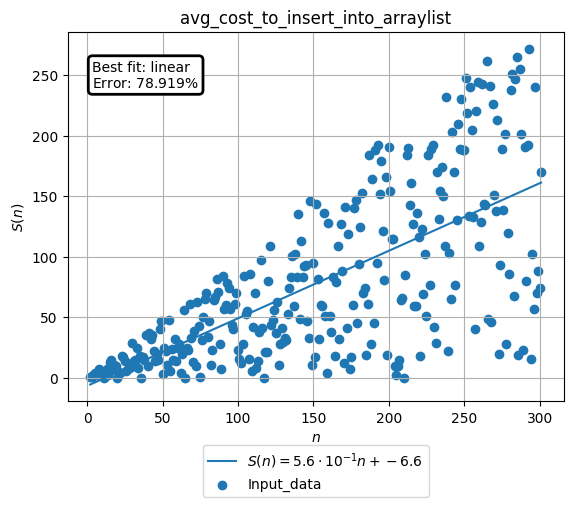 avg_cost_to_insert_into_arraylist
Best fit: linear
Error: 78.919%
S(n)
250
200
150
100
50
0
0 50 100 150 200 250 300
n
S(n) = 5.6 · 10⁻¹n + −6.6
Input_data